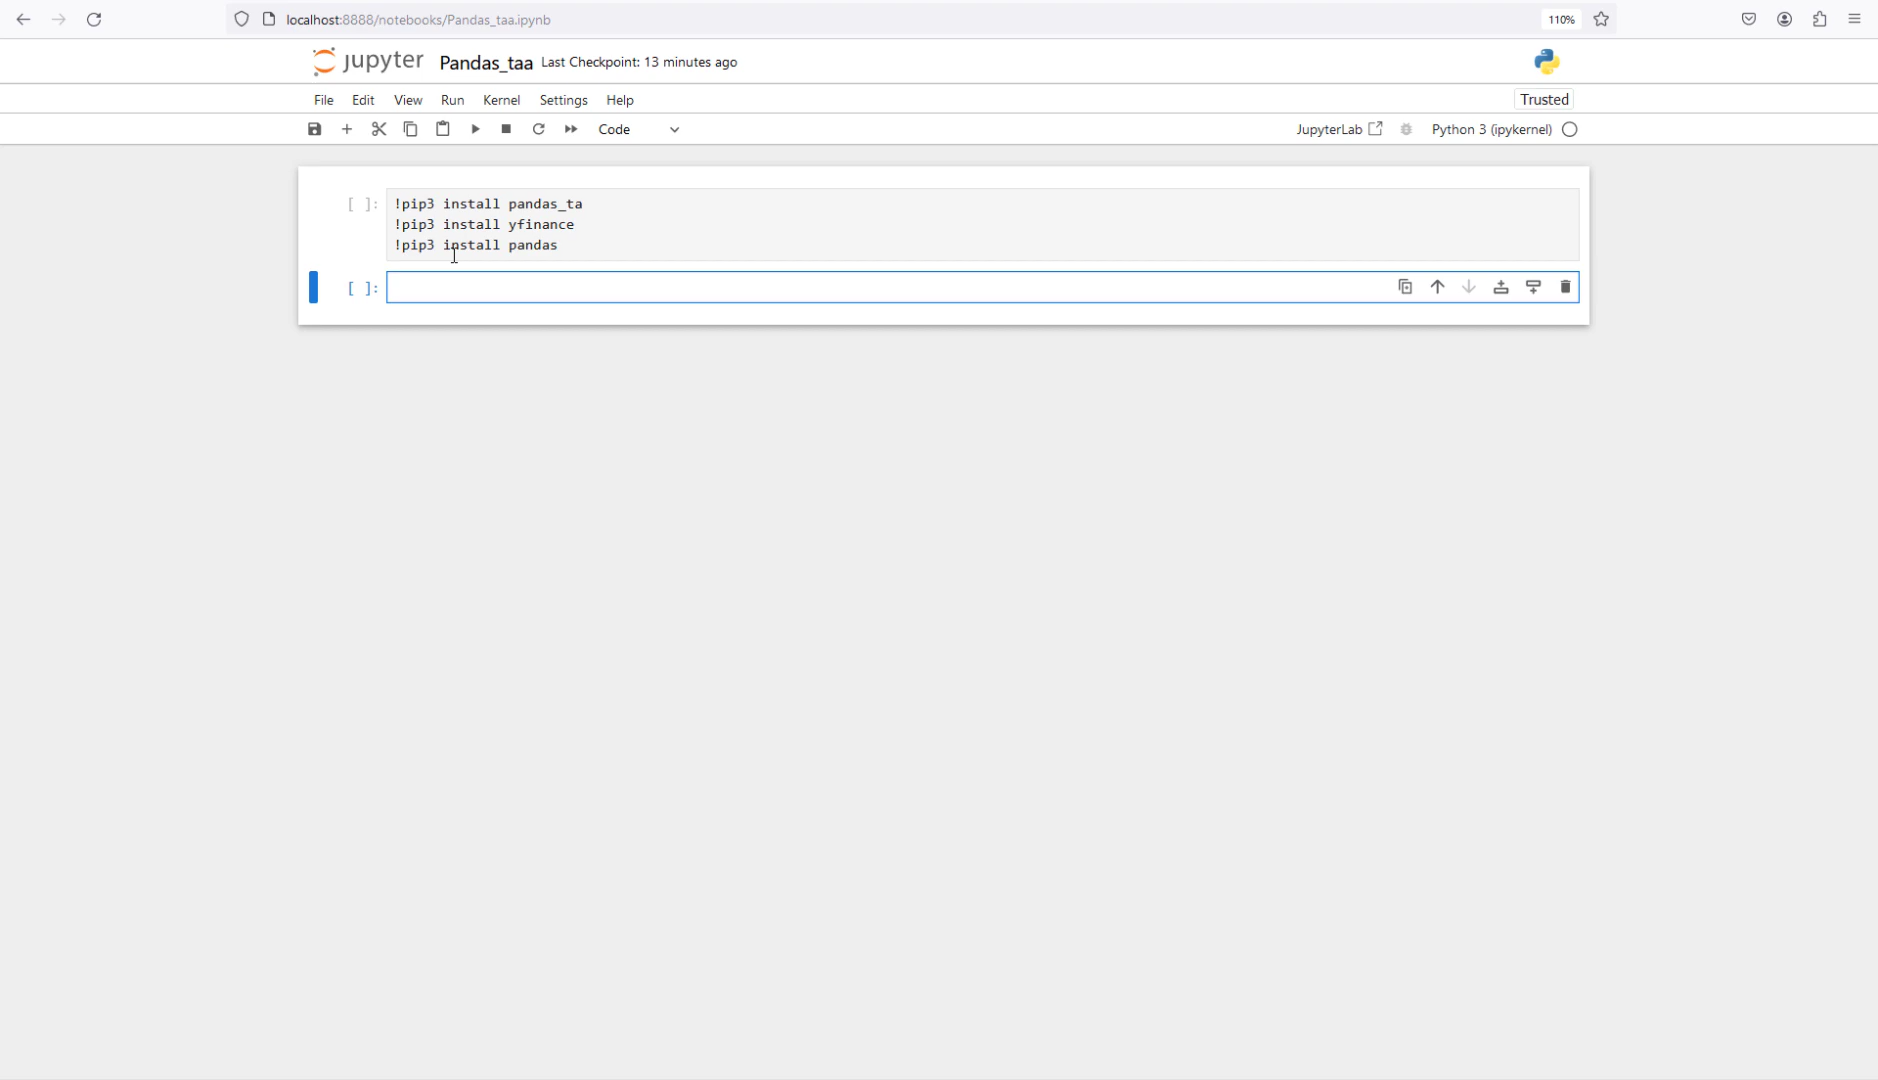 localhost:8888/notebooks/Pandas_taa.ipynb
110%
jupyter Pandas_taa Last Checkpoint: 13 minutes ago
File Edit View Run Kernel Settings Help
Trusted
Code
JupyterLab
Python 3 (ipykernel)
[ ]: !pip3 install pandas_ta
!pip3 install yfinance
!pip3 install pandas
[ ]: